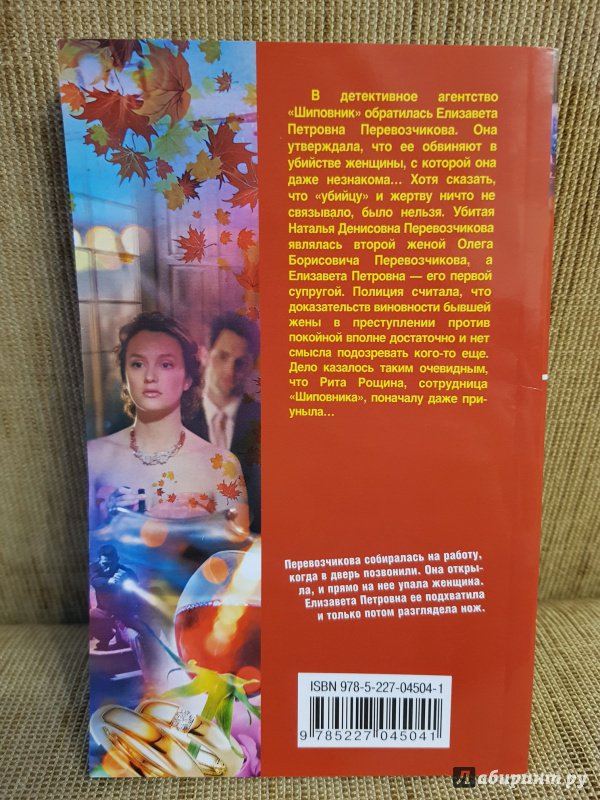 В детективное агентство
«Шиповник» обратилась Елизавета
Петровна Перевозчикова. Она
утверждала, что ее обвиняют в
убийстве женщины, с которой она
даже незнакома... Хотя сказать,
что «убийцу» и жертву ничто не
связывало, было нельзя. Убитая
Наталья Денисовна Перевозчикова
являлась второй женой Олега
Борисовича Перевозчикова, а
Елизавета Петровна — его первой
супругой. Полиция считала, что
доказательств виновности бывшей
жены в преступлении против
покойной вполне достаточно и нет
смысла подозревать кого-то еще.
Дело казалось таким очевидным,
что Рита Рощина, сотрудница
«Шиповника», поначалу даже при-
уныла...
Перевозчикова собиралась на работу,
когда в дверь позвонили. Она откры-
ла, и прямо на нее упала женщина.
Елизавета Петровна ее подхватила
и только потом разглядела нож.
ISBN 978-5-227-04504-1
9 785227 045041
Лабиринт.ру